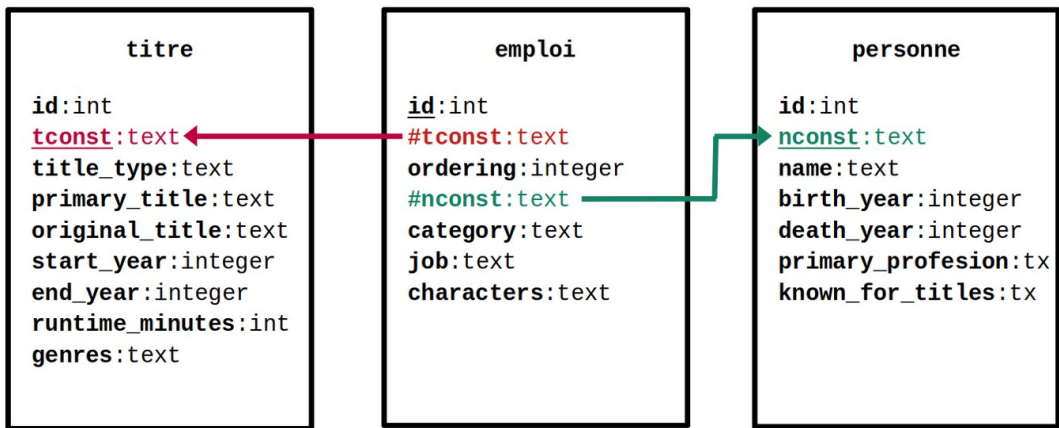 titre
id:int
tconst:text
title_type:text
primary_title:text
original_title:text
start_year:integer
end_year:integer
runtime_minutes:int
genres:text
emploi
id:int
#tconst:text
ordering:integer
#nconst:text
category:text
job:text
characters:text
personne
id:int
nconst:text
name:text
birth_year:integer
death_year:integer
primary_profesion:tx
known_for_titles:tx